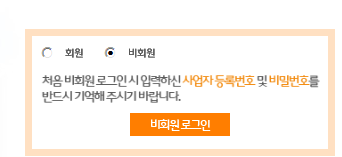 회원 비회원
처음 비회원 로그인 시 입력하신 사업자 등록번호 및 비밀번호를
반드시 기억해 주시기 바랍니다.
비회원 로그인